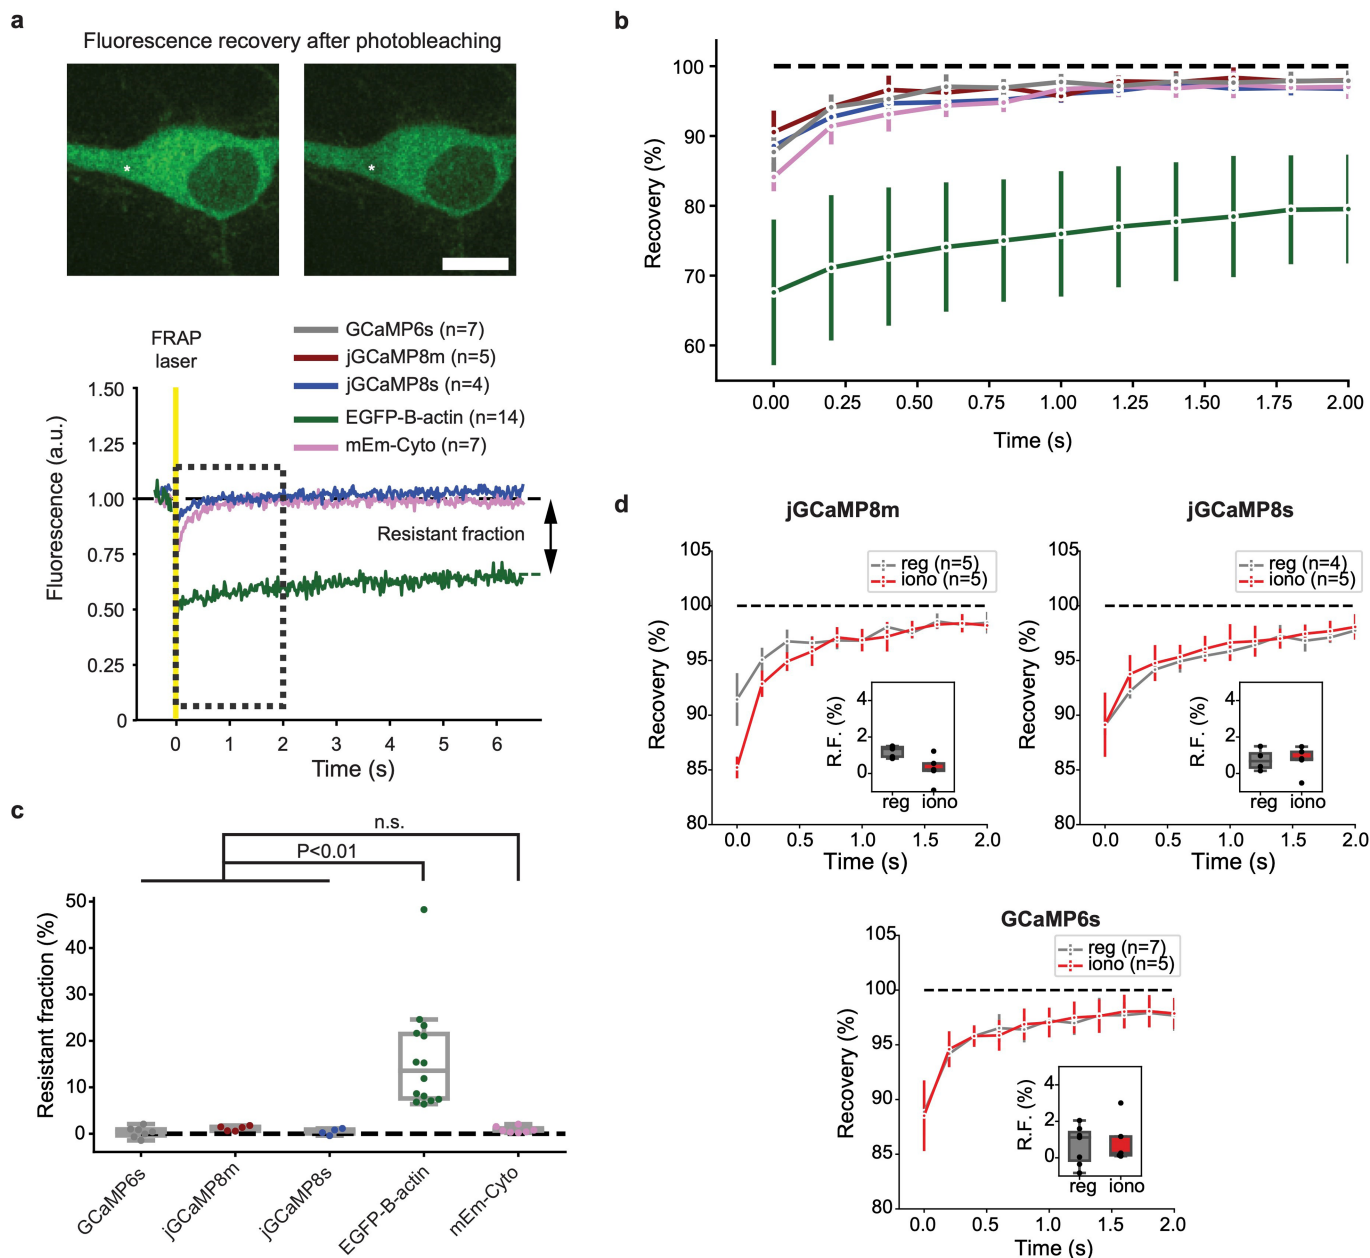 a
Fluorescence recovery after photobleaching
*
*
FRAP
laser
GCaMP6s (n=7)
jGCaMP8m (n=5)
jGCaMP8s (n=4)
EGFP-B-actin (n=14)
mEm-Cyto (n=7)
Fluorescence (a.u.)
1.50
1.25
1.00
0.75
0.50
0.25
0
Resistant fraction
0 1 2 3 4 5 6
Time (s)
b
Recovery (%)
100
90
80
70
60
0.00 0.25 0.50 0.75 1.00 1.25 1.50 1.75 2.00
Time (s)
c
n.s.
P<0.01
Resistant fraction (%)
50
40
30
20
10
0
GCaMP6s
jGCaMP8m
jGCaMP8s
EGFP-B-actin
mEm-Cyto
d
jGCaMP8m
reg (n=5)
iono (n=5)
Recovery (%)
105
100
95
90
85
80
R.F. (%)
4
2
0
reg iono
0.0 0.5 1.0 1.5 2.0
Time (s)
jGCaMP8s
reg (n=4)
iono (n=5)
Recovery (%)
105
100
95
90
85
80
R.F. (%)
4
2
0
reg iono
0.0 0.5 1.0 1.5 2.0
Time (s)
GCaMP6s
reg (n=7)
iono (n=5)
Recovery (%)
105
100
95
90
85
80
R.F. (%)
4
2
0
reg iono
0.0 0.5 1.0 1.5 2.0
Time (s)